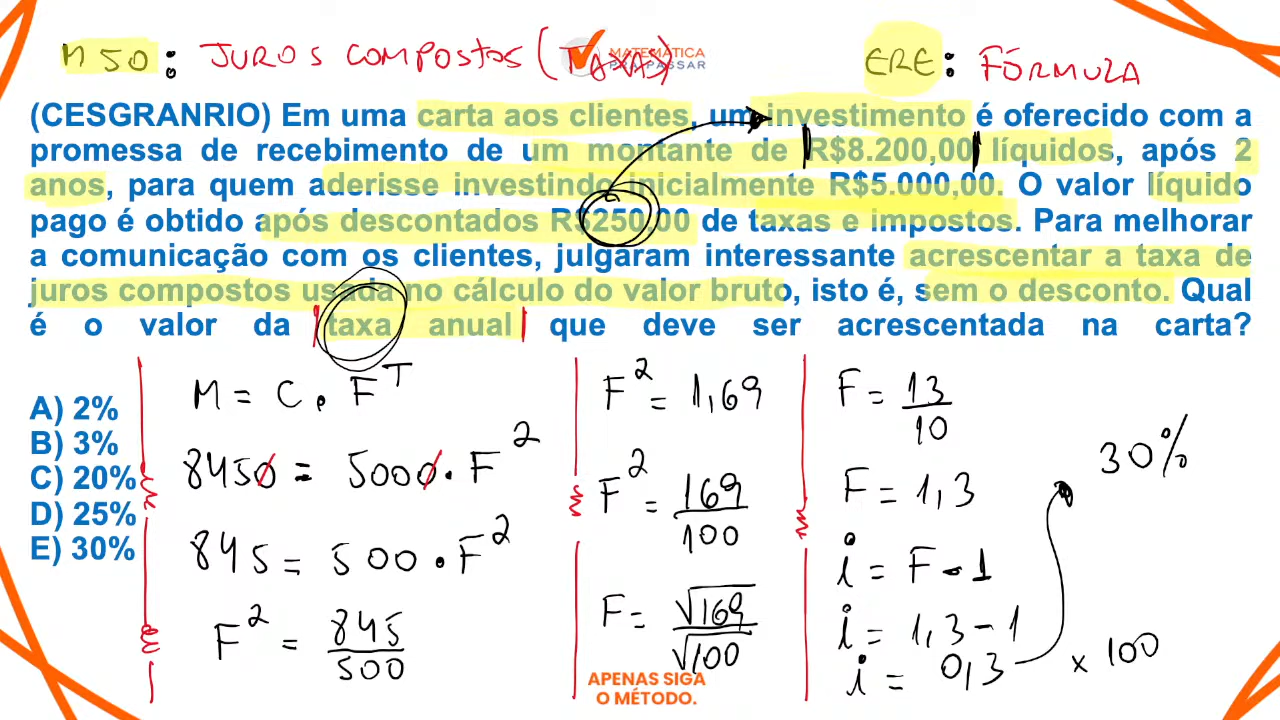 M50: JUROS COMPOSTOS (TAXAS)
MATEMÁTICA
PRA PASSAR
ERE: FÓRMULA
(CESGRANRIO) Em uma carta aos clientes, um investimento é oferecido com a
promessa de recebimento de um montante de R$8.200,00 líquidos, após 2
anos, para quem aderisse investindo inicialmente R$5.000,00. O valor líquido
pago é obtido após descontados R$250,00 de taxas e impostos. Para melhorar
a comunicação com os clientes, julgaram interessante acrescentar a taxa de
juros compostos usada no cálculo do valor bruto, isto é, sem o desconto. Qual
é o valor da taxa anual que deve ser acrescentada na carta?
A) 2%
B) 3%
C) 20%
D) 25%
E) 30%
M = C . F^T
8450 = 5000 . F^2
845 = 500 . F^2
F^2 = 845/500
F^2 = 1,69
F^2 = 169/100
F = √169/√100
F = 13/10
F = 1,3
i = F - 1
i = 1,3 - 1
i = 0,3
x 100
30%
APENAS SIGA
O MÉTODO.